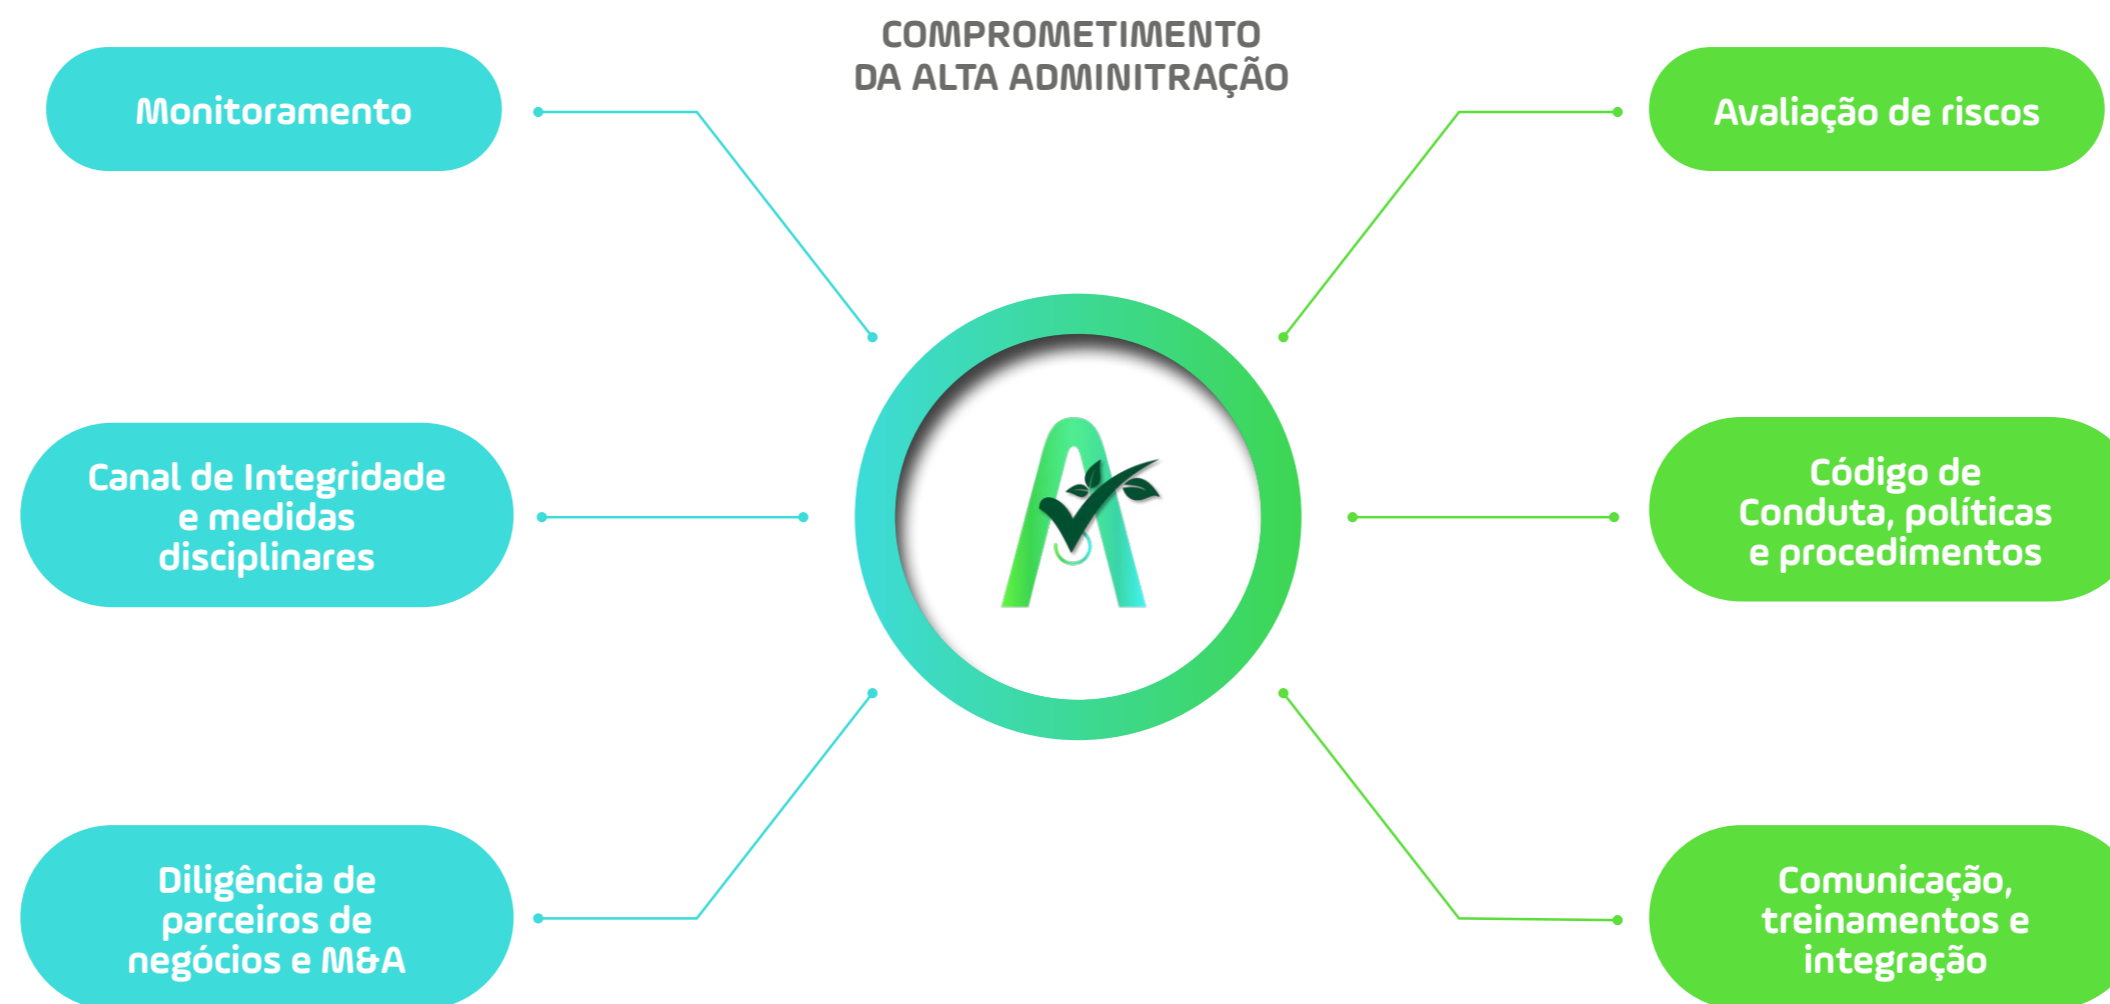 COMPROMETIMENTO
DA ALTA ADMINITRAÇÃO
Monitoramento
Avaliação de riscos
Canal de Integridade
e medidas
disciplinares
Código de
Conduta, políticas
e procedimentos
Diligência de
parceiros de
negócios e M&A
Comunicação,
treinamentos e
integração